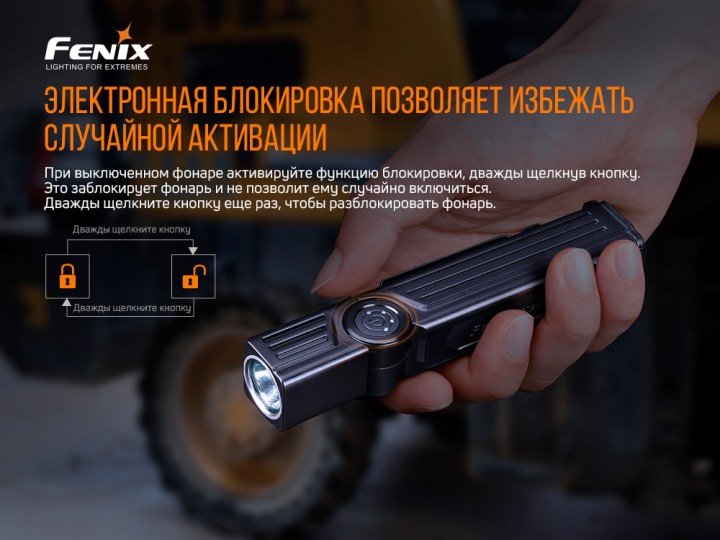 FENIX
LIGHTING FOR EXTREMES
ЭЛЕКТРОННАЯ БЛОКИРОВКА ПОЗВОЛЯЕТ ИЗБЕЖАТЬ
СЛУЧАЙНОЙ АКТИВАЦИИ
При выключенном фонаре активируйте функцию блокировки, дважды щелкнув кнопку.
Это заблокирует фонарь и не позволит ему случайно включиться.
Дважды щелкните кнопку еще раз, чтобы разблокировать фонарь.
Дважды щелкните кнопку
Дважды щелкните кнопку